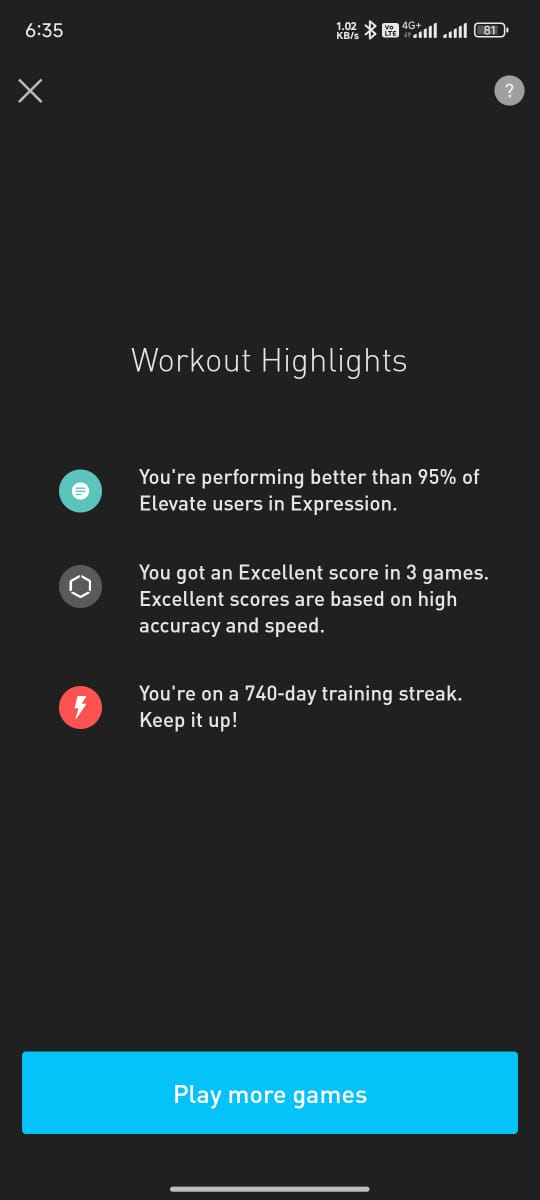 6:35
1.02
KB/s
Vo
LTE
4G+
81
?
Workout Highlights
You're performing better than 95% of
Elevate users in Expression.
You got an Excellent score in 3 games.
Excellent scores are based on high
accuracy and speed.
You're on a 740-day training streak.
Keep it up!
Play more games